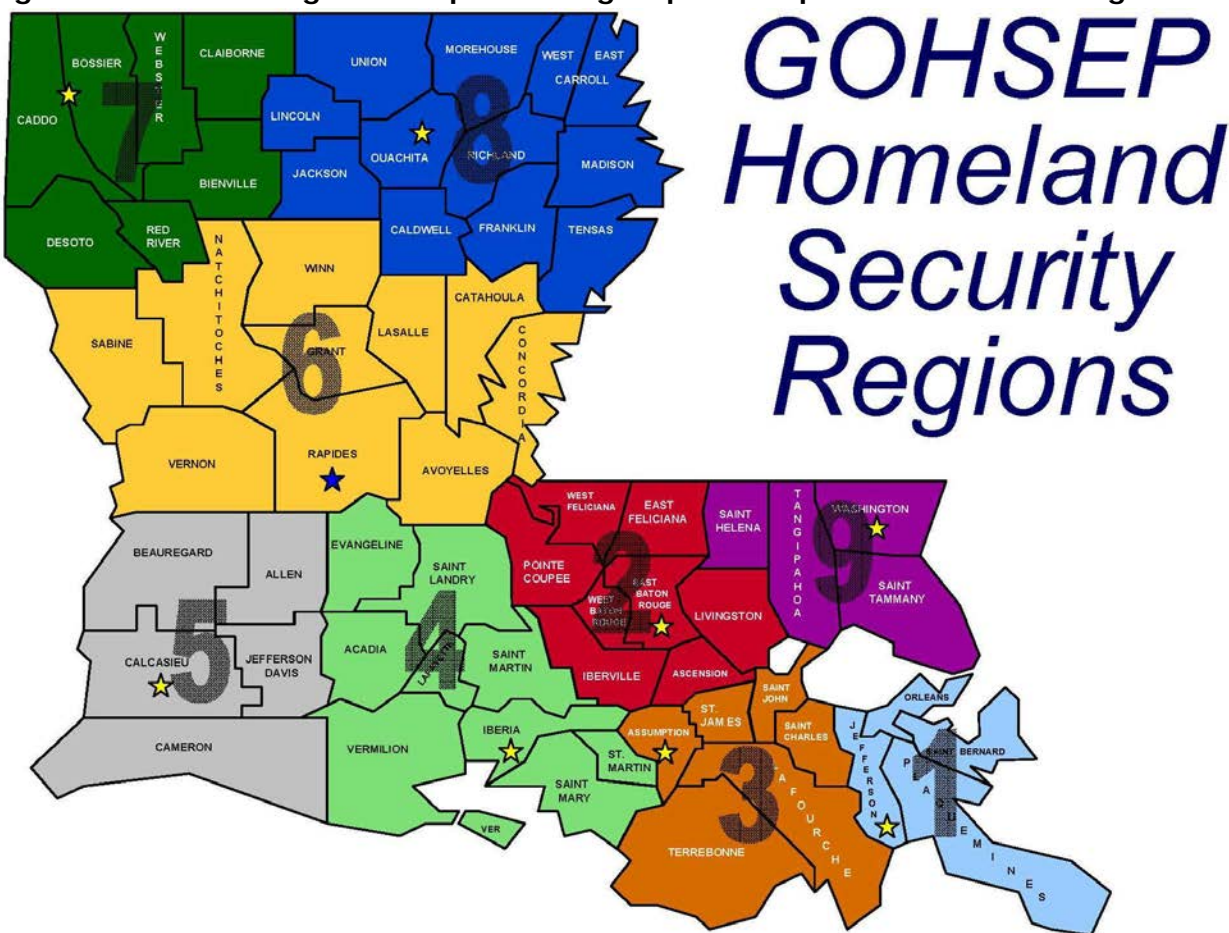 GOHSEP
Homeland
Security
Regions
CADDO
BOSSIER
WEBSTER
CLAIBORNE
BIENVILLE
DESOTO
RED
RIVER
7
UNION
MOREHOUSE
WEST
EAST
CARROLL
LINCOLN
OUACHITA
RICHLAND
MADISON
JACKSON
CALDWELL
FRANKLIN
TENSAS
8
NATCHITOCHES
WINN
SABINE
GRANT
LASALLE
CATAHOULA
CONCORDIA
VERNON
RAPIDES
AVOYELLES
6
BEAUREGARD
ALLEN
CALCASIEU
JEFFERSON
DAVIS
CAMERON
5
EVANGELINE
SAINT
LANDRY
ACADIA
LAFAYETTE
SAINT
MARTIN
VERMILION
IBERIA
ST.
MARTIN
SAINT
MARY
VER
4
WEST
FELICIANA
EAST
FELICIANA
POINTE
COUPEE
WEST
BATON
ROUGE
EAST
BATON
ROUGE
LIVINGSTON
IBERVILLE
ASCENSION
2
SAINT
HELENA
TANGIPAHOA
WASHINGTON
SAINT
TAMMANY
9
ASSUMPTION
ST.
JAMES
SAINT
JOHN
SAINT
CHARLES
LAFOURCHE
TERREBONNE
3
JEFFERSON
ORLEANS
SAINT BERNARD
PLAQUEMINES
1